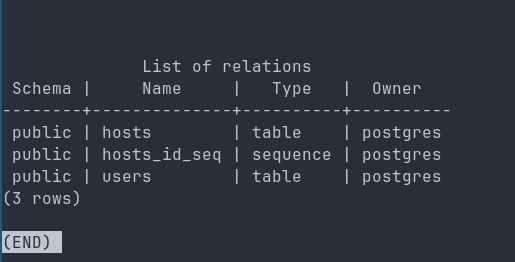 List of relations
 Schema |     Name     |   Type   |  Owner
--------+--------------+----------+----------
 public | hosts        | table    | postgres
 public | hosts_id_seq | sequence | postgres
 public | users        | table    | postgres
(3 rows)
(END)